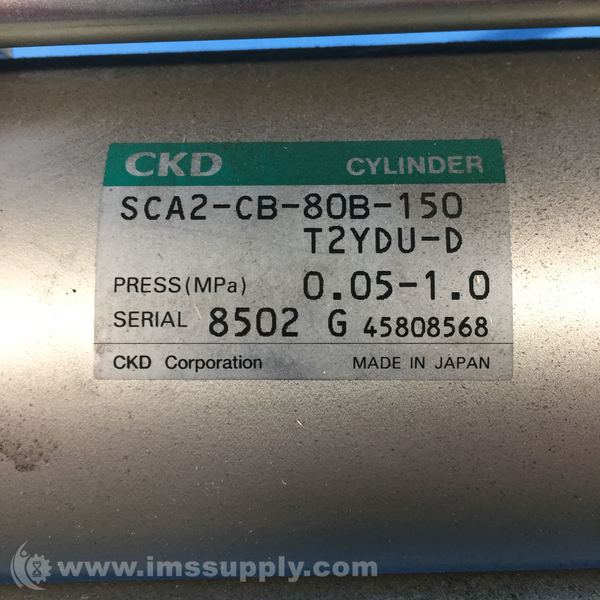 CKD CYLINDER
SCA2-CB-80B-150
T2YDU-D
PRESS(MPa) 0.05-1.0
SERIAL 8502 G 45808568
CKD Corporation MADE IN JAPAN
www.imssupply.com